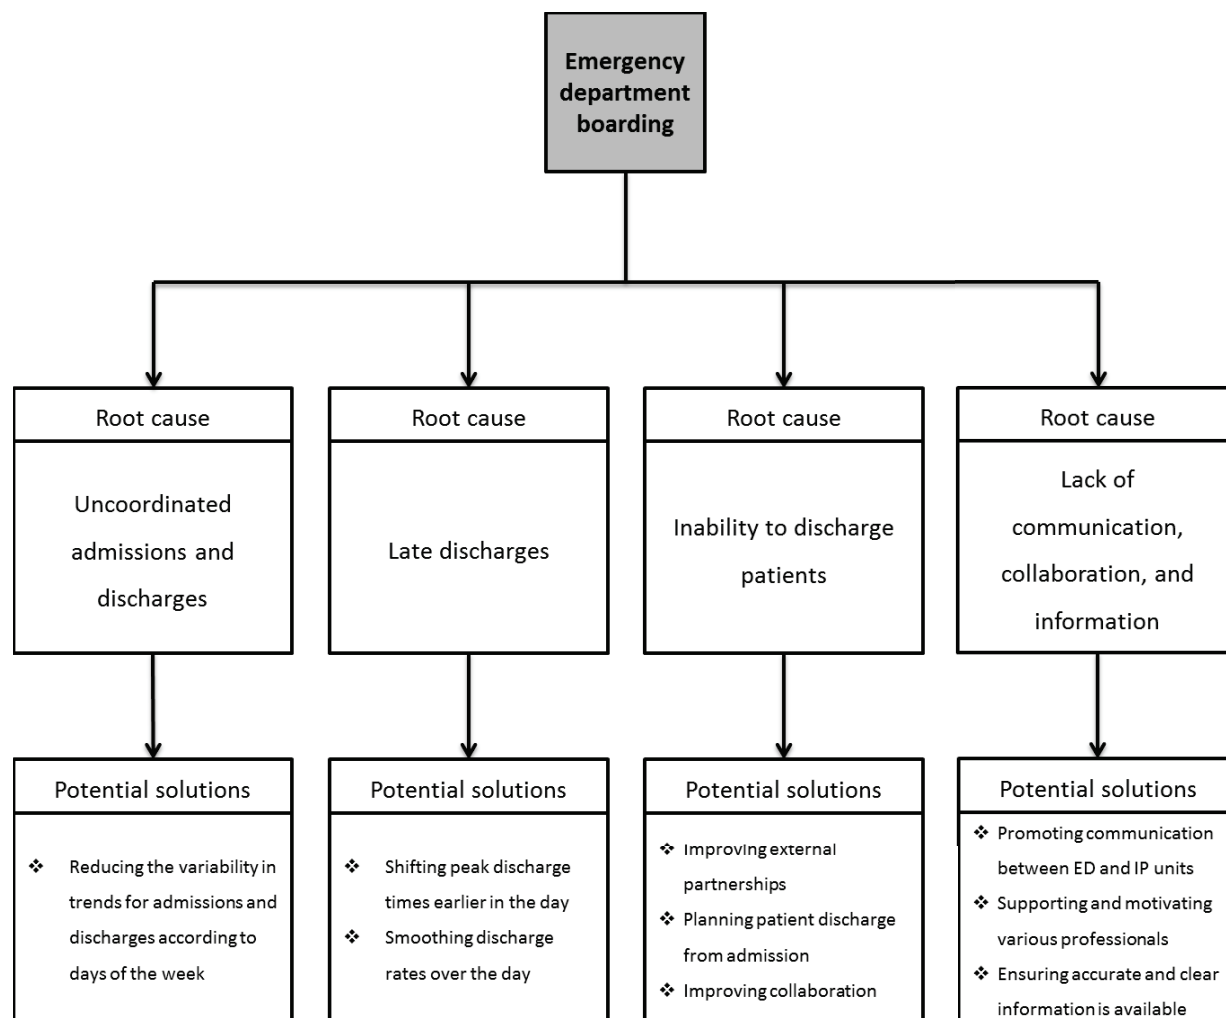 Emergency
department
boarding
Root cause
Uncoordinated
admissions and
discharges
Root cause
Late discharges
Root cause
Inability to discharge
patients
Root cause
Lack of
communication,
collaboration, and
information
Potential solutions
❖ Reducing the variability in
trends for admissions and
discharges according to
days of the week
Potential solutions
❖ Shifting peak discharge
times earlier in the day
❖ Smoothing discharge
rates over the day
Potential solutions
❖ Improving external
partnerships
❖ Planning patient discharge
from admission
❖ Improving collaboration
Potential solutions
❖ Promoting communication
between ED and IP units
❖ Supporting and motivating
various professionals
❖ Ensuring accurate and clear
information is available